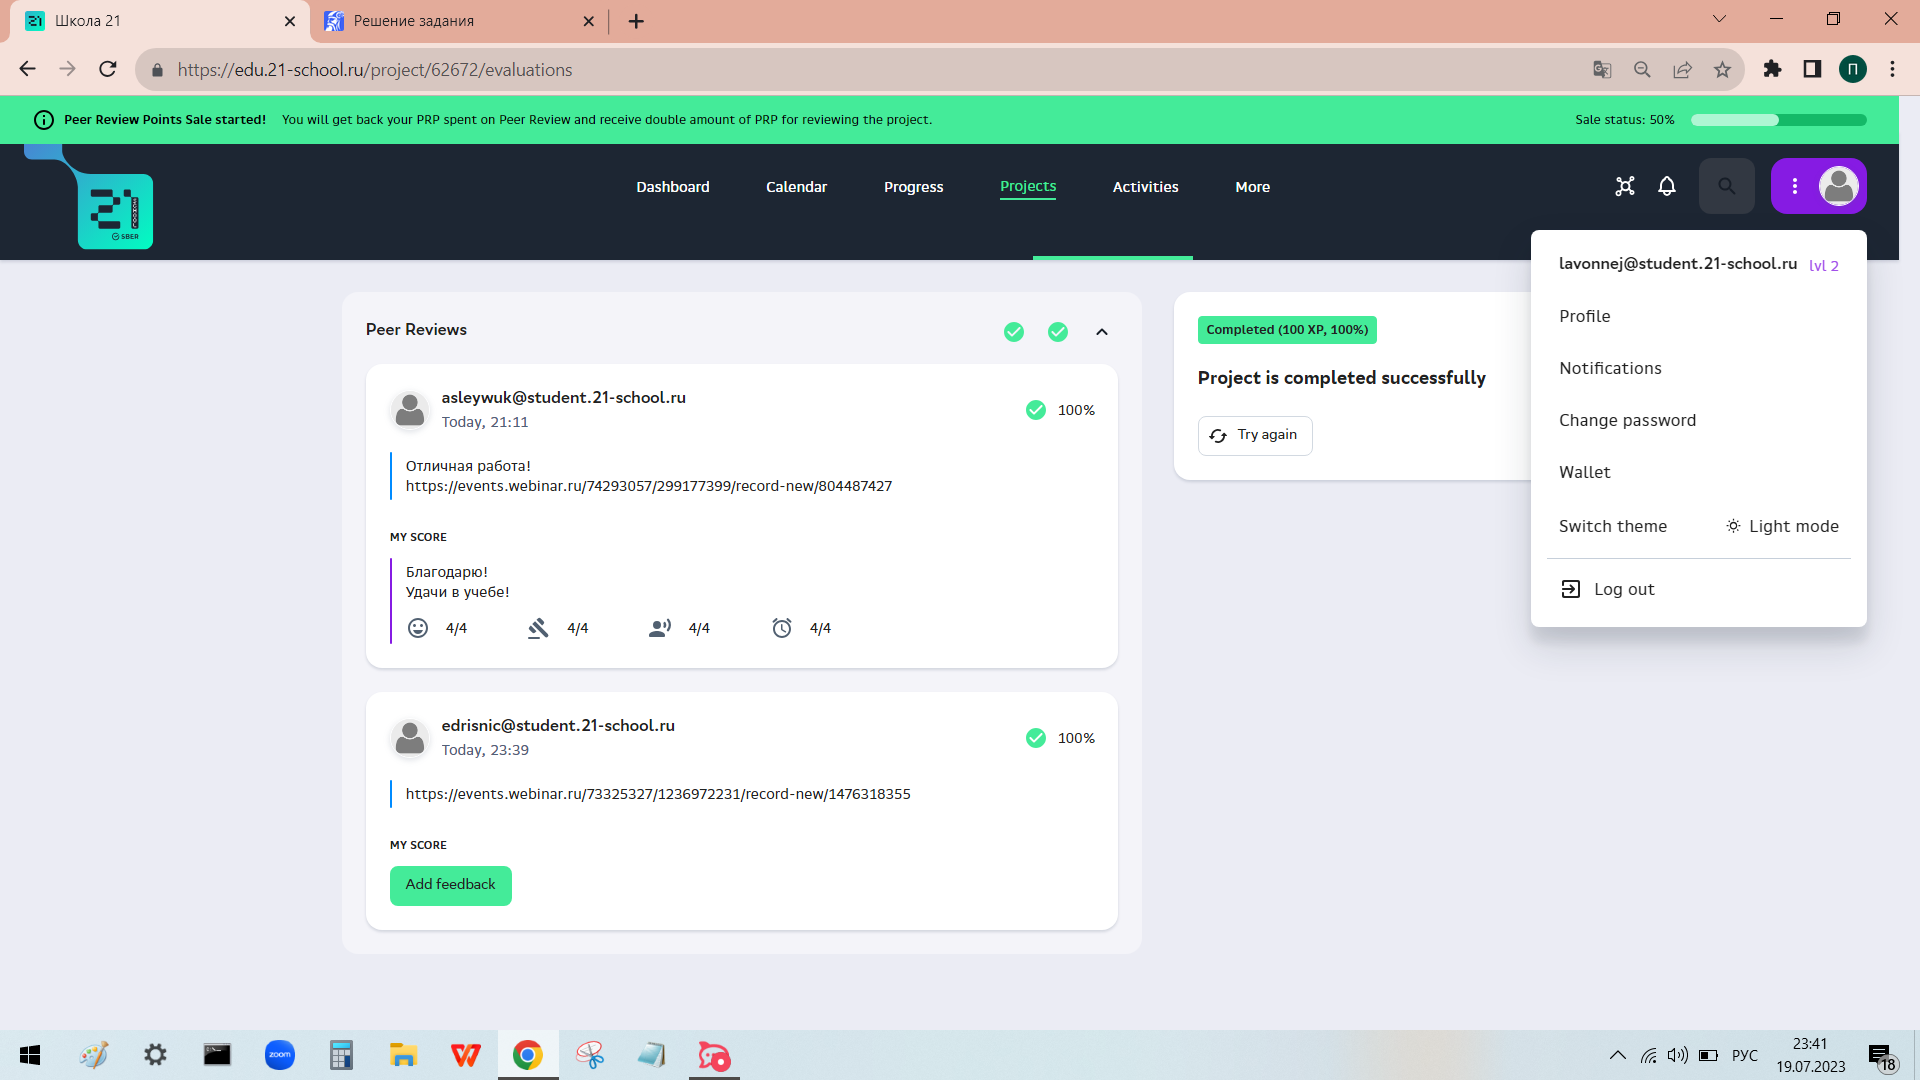 Школа 21
Решение задания
https://edu.21-school.ru/project/62672/evaluations
П
Peer Review Points Sale started! You will get back your PRP spent on Peer Review and receive double amount of PRP for reviewing the project.
Sale status: 50%
21
SBER
Dashboard
Calendar
Progress
Projects
Activities
More
lavonnej@student.21-school.ru lvl 2
Profile
Notifications
Change password
Wallet
Switch theme Light mode
Log out
Peer Reviews
asleywuk@student.21-school.ru
Today, 21:11
100%
Отличная работа!
https://events.webinar.ru/74293057/299177399/record-new/804487427
MY SCORE
Благодарю!
Удачи в учебе!
4/4 4/4 4/4 4/4
edrisnic@student.21-school.ru
Today, 23:39
100%
https://events.webinar.ru/73325327/1236972231/record-new/1476318355
MY SCORE
Add feedback
Completed (100 XP, 100%)
Project is completed successfully
Try again
zoom
РУС
23:41
19.07.2023
18